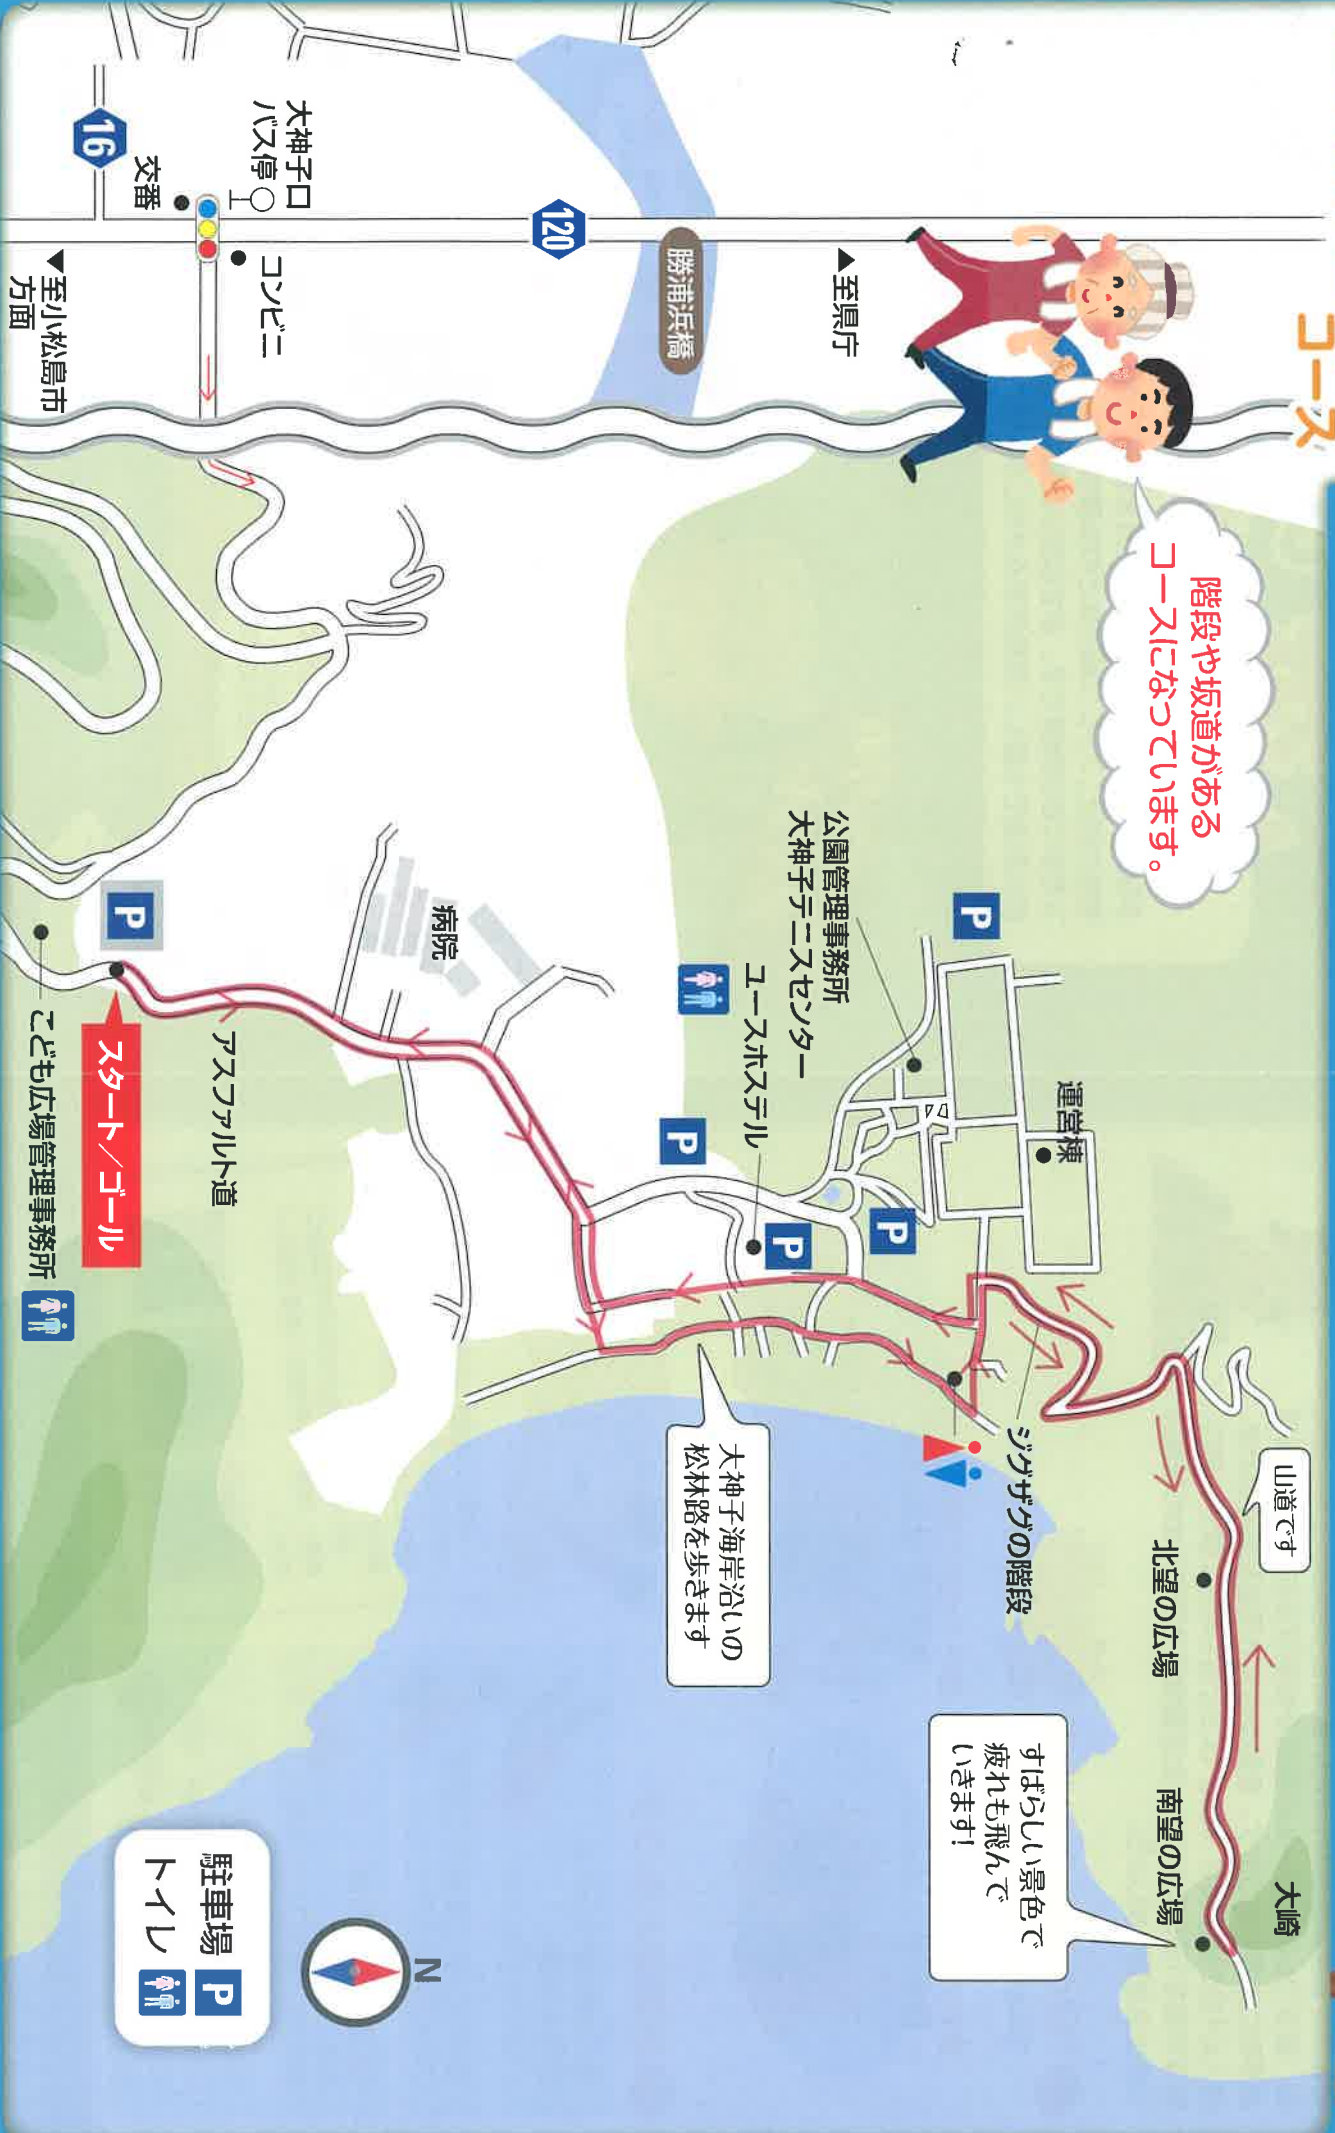 コース
階段や坂道がある
コースになっています。
山道です
大崎
北望の広場
南望の広場
すばらしい景色で
疲れも飛んで
いきます!
ジグザグの階段
運営棟
P
公園管理事務所
大神子テニスセンター
P
ユースホステル
P
P
大神子海岸沿いの
松林路を歩きます
▲至県庁
勝浦浜橋
120
病院
大神子口
バス停
コンビニ
交番
16
▲至小松島市
方面
アスファルト道
P
スタート/ゴール
こども広場管理事務所
N
駐車場 P
トイレ